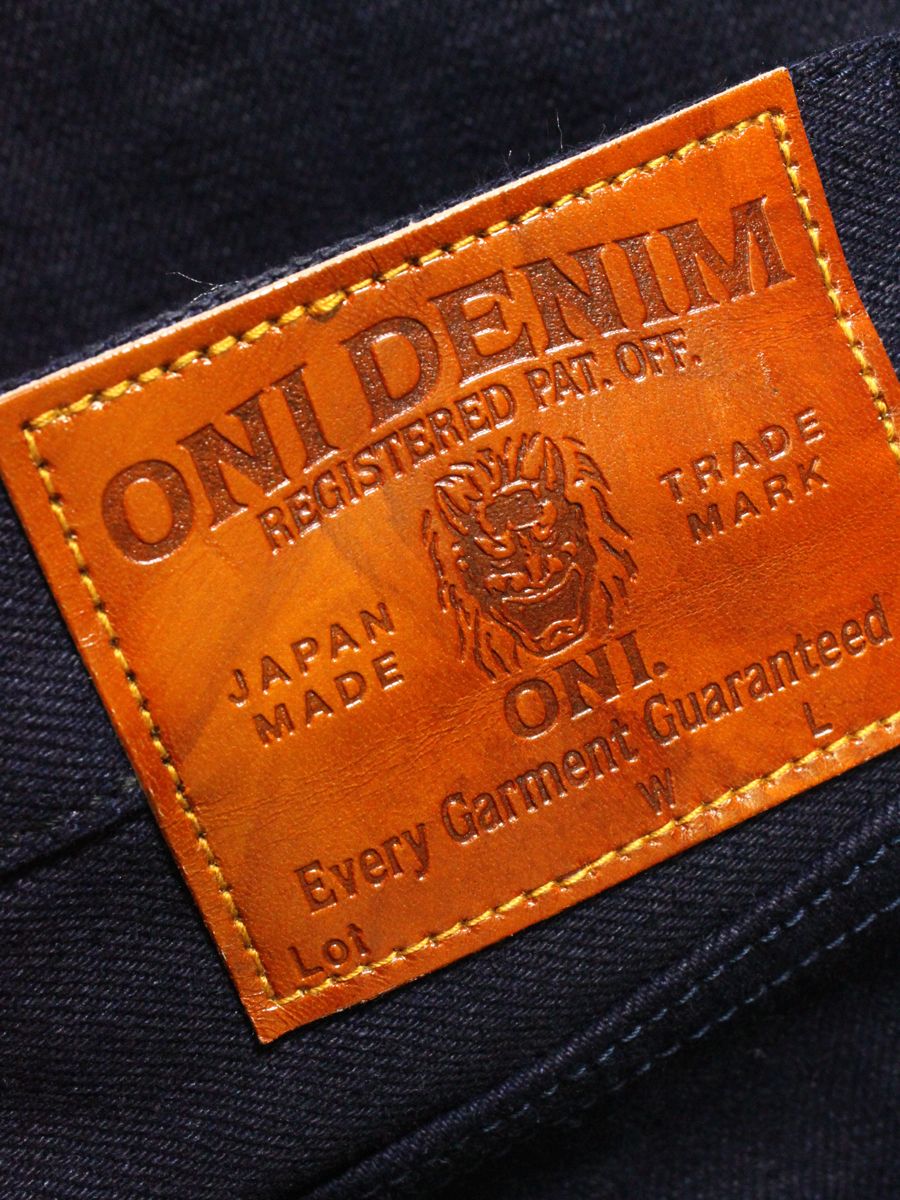 ONI DENIM
REGISTERED PAT. OFF.
JAPAN
MADE
TRADE
MARK
ONI.
Every Garment Guaranteed
Lot
W
L